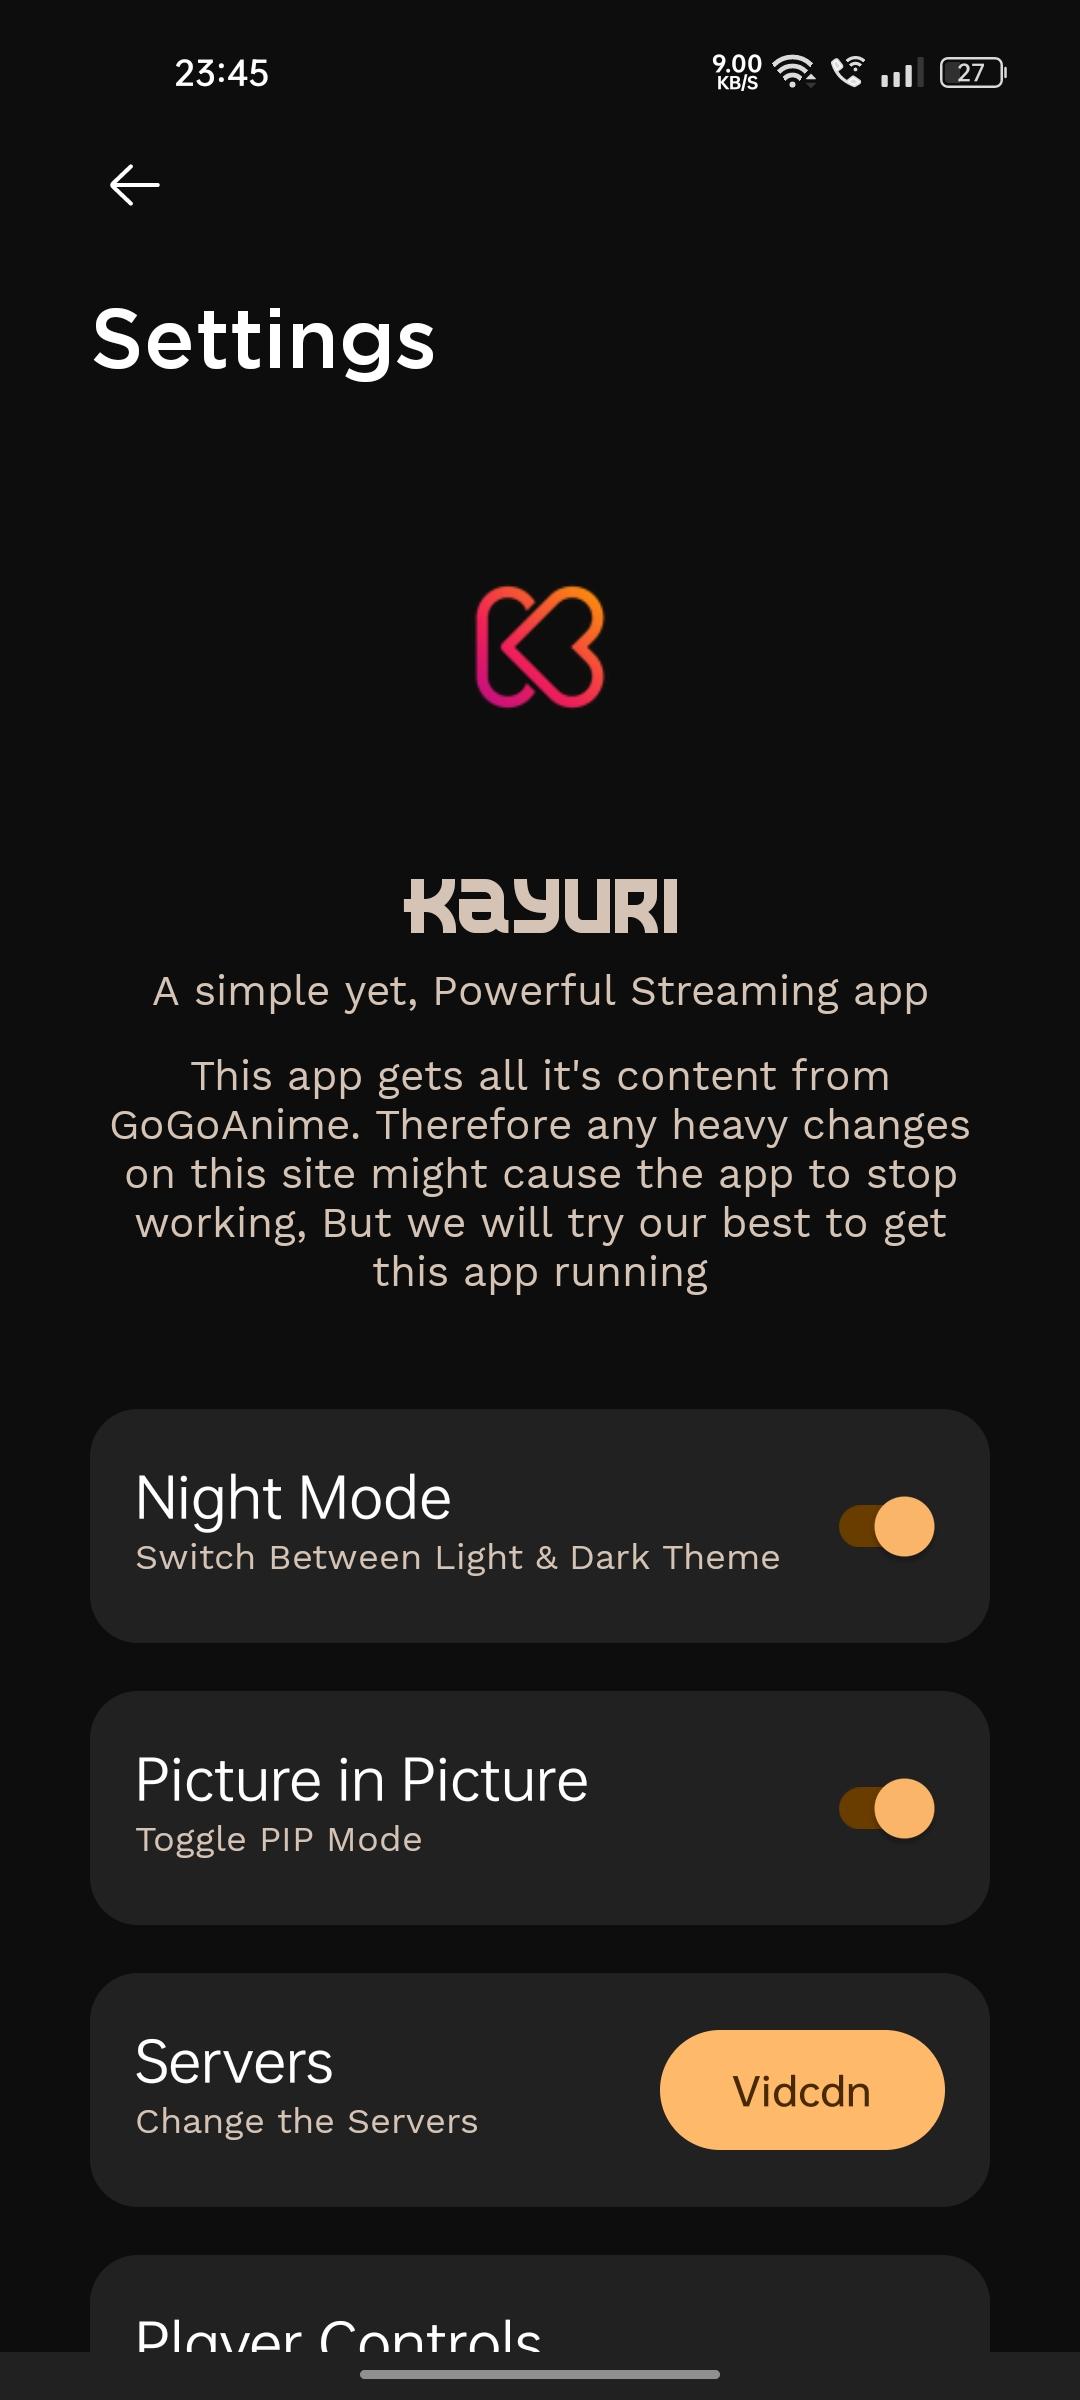 23:45
9.00
KB/S
27
Settings
KAYURI
A simple yet, Powerful Streaming app
This app gets all it's content from
GoGoAnime. Therefore any heavy changes
on this site might cause the app to stop
working, But we will try our best to get
this app running
Night Mode
Switch Between Light & Dark Theme
Picture in Picture
Toggle PIP Mode
Servers
Change the Servers
Vidcdn
Player Controls